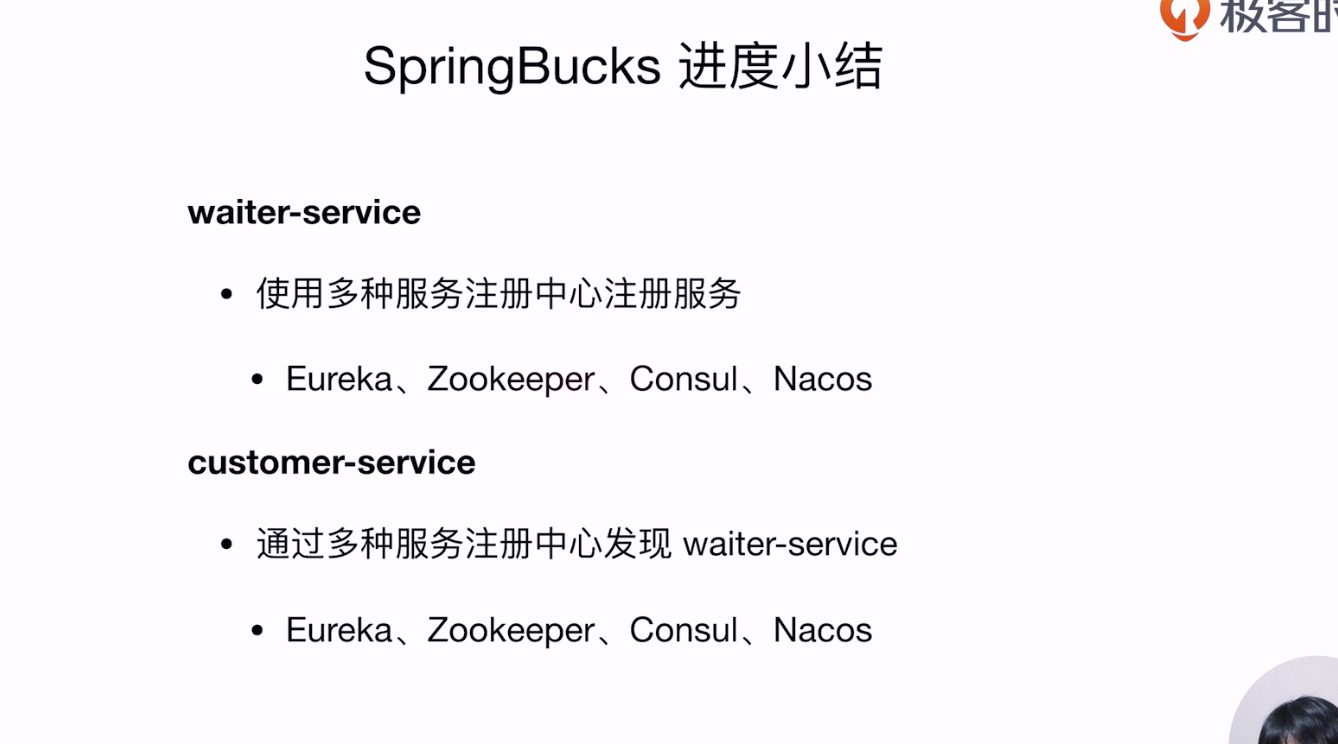 极客时
SpringBucks 进度小结
waiter-service
• 使用多种服务注册中心注册服务
• Eureka、Zookeeper、Consul、Nacos
customer-service
• 通过多种服务注册中心发现 waiter-service
• Eureka、Zookeeper、Consul、Nacos